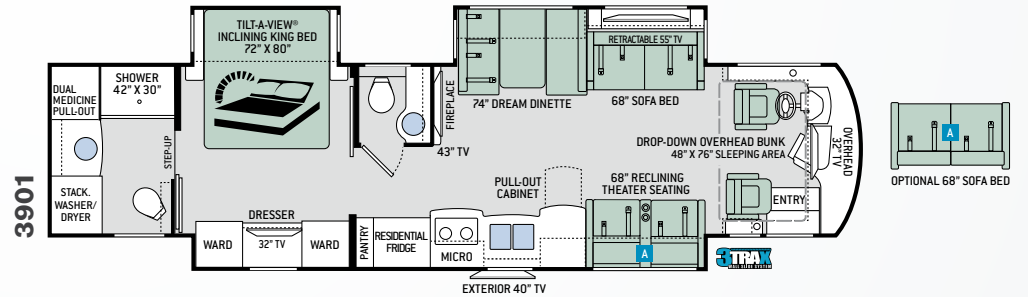 3901
DUAL
MEDICINE
PULL-OUT
SHOWER
42" X 30"
STACK.
WASHER/
DRYER
STEP-UP
TILT-A-VIEW®
INCLINING KING BED
72" X 80"
DRESSER
WARD
32" TV
WARD
FIREPLACE
43" TV
74" DREAM DINETTE
RETRACTABLE 55" TV
68" SOFA BED
DROP-DOWN OVERHEAD BUNK
48" X 76" SLEEPING AREA
OVERHEAD
32" TV
PULL-OUT
CABINET
68" RECLINING
THEATER SEATING
A
ENTRY
PANTRY
RESIDENTIAL
FRIDGE
MICRO
EXTERIOR 40" TV
3TRAX
A
OPTIONAL 68" SOFA BED